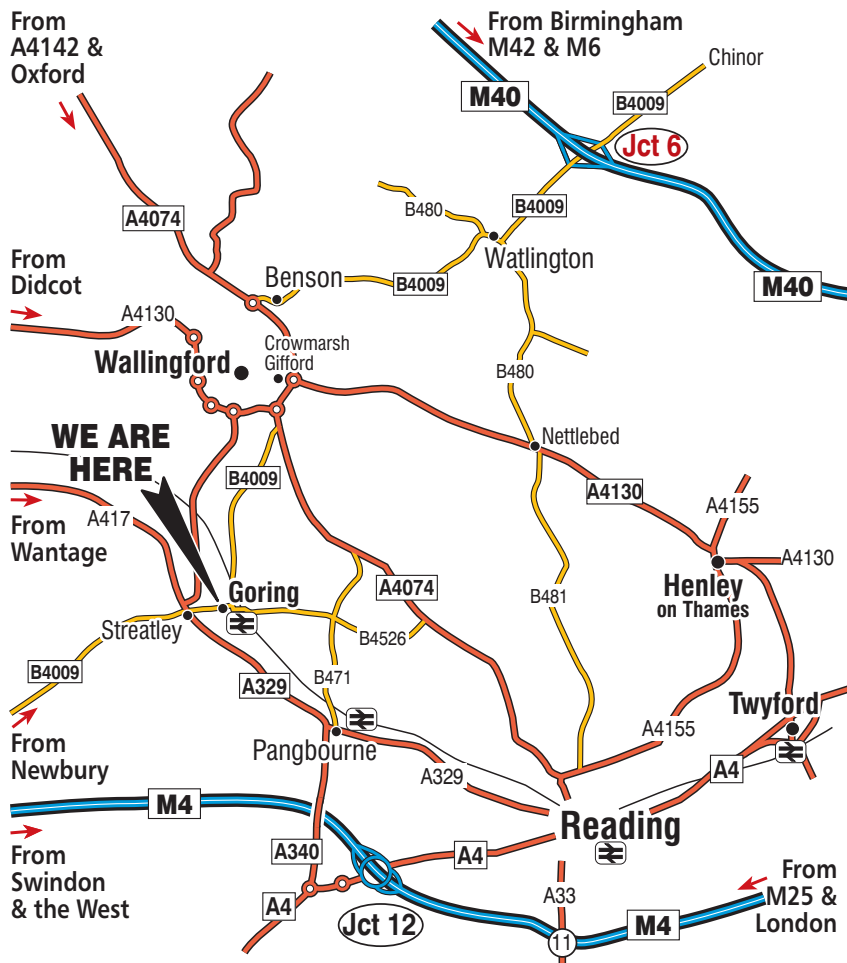 From
A4142 &
Oxford
From Birmingham
M42 & M6
Chinor
M40
B4009
Jct 6
A4074
B480
B4009
Watlington
From
Didcot
Benson
B4009
M40
A4130
Crowmarsh
Gifford
Wallingford
B480
WE ARE
HERE
Nettlebed
B4009
A4130
A4155
A417
From
Wantage
A4130
A4074
Henley
on Thames
Goring
B481
Streatley
B4526
B4009
A329
B471
Twyford
A4155
From
Newbury
Pangbourne
A329
A4
M4
Reading
From
Swindon
& the West
A340
A4
From
M25 &
London
A4
A33
Jct 12
M4
11